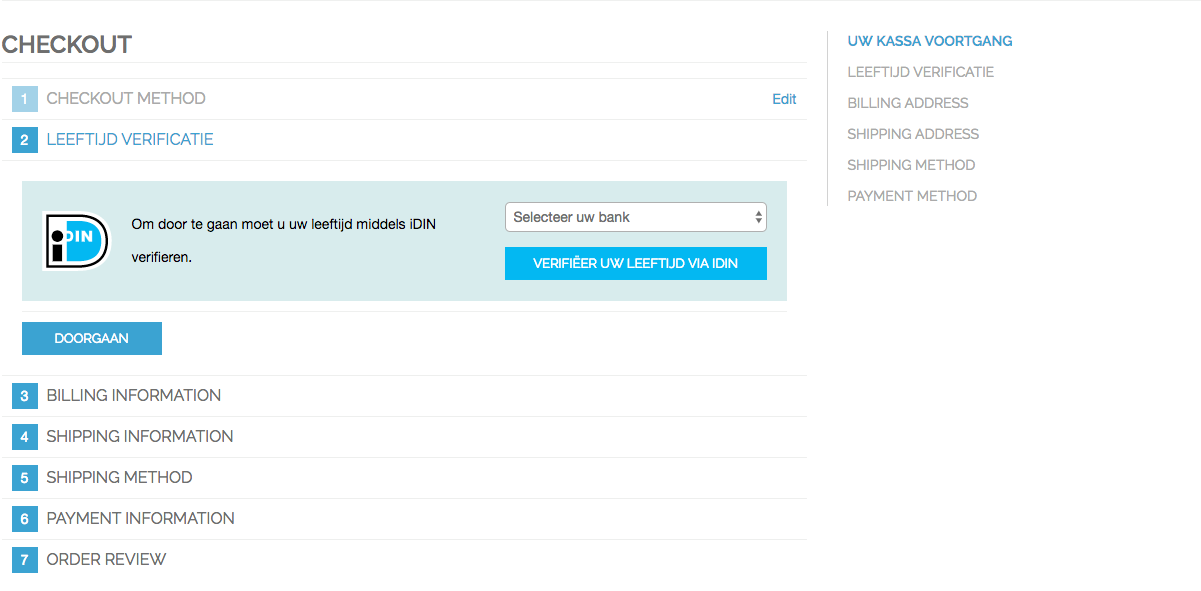 CHECKOUT
1 CHECKOUT METHOD Edit
2 LEEFTIJD VERIFICATIE
iDIN
Om door te gaan moet u uw leeftijd middels iDIN
verifieren.
Selecteer uw bank
VERIFIËER UW LEEFTIJD VIA IDIN
DOORGAAN
3 BILLING INFORMATION
4 SHIPPING INFORMATION
5 SHIPPING METHOD
6 PAYMENT INFORMATION
7 ORDER REVIEW
UW KASSA VOORTGANG
LEEFTIJD VERIFICATIE
BILLING ADDRESS
SHIPPING ADDRESS
SHIPPING METHOD
PAYMENT METHOD